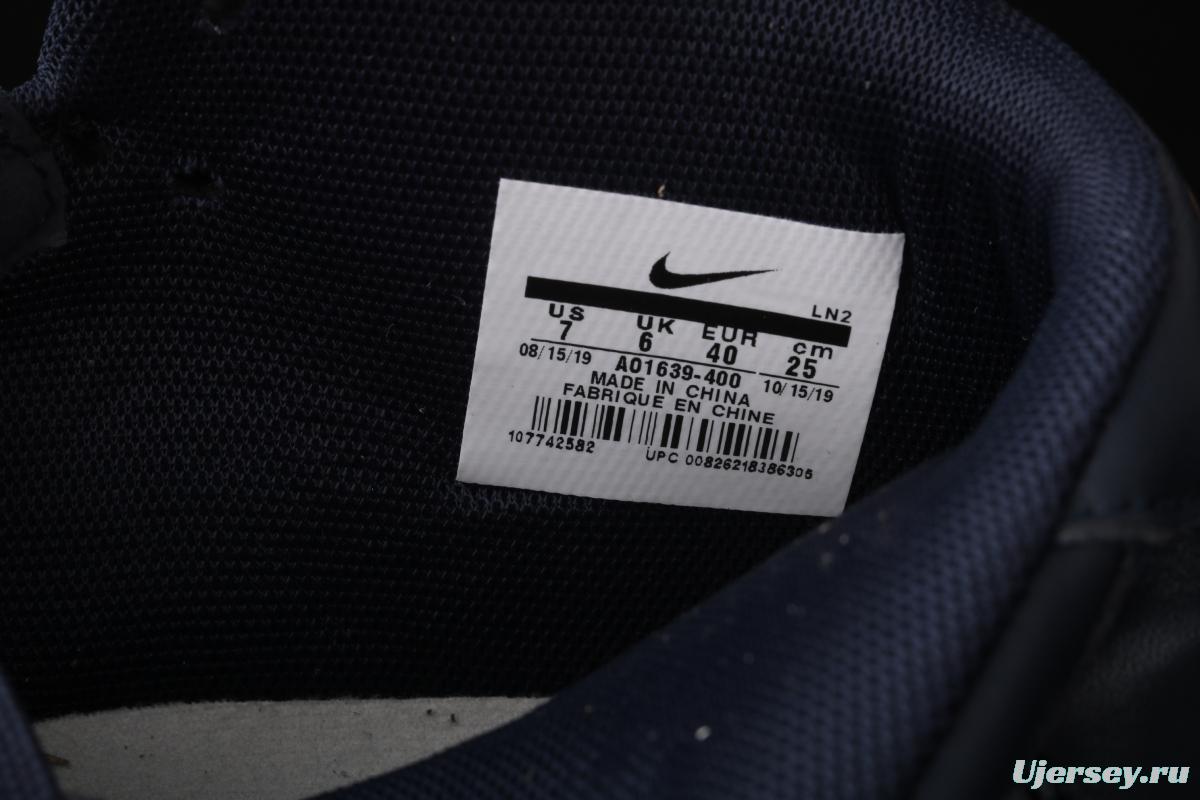 LN2
US UK EUR cm
7 6 40 25
08/15/19 A01639-400 10/15/19
MADE IN CHINA
FABRIQUE EN CHINE
107742582 UPC 00826218386305
Ujersey.ru